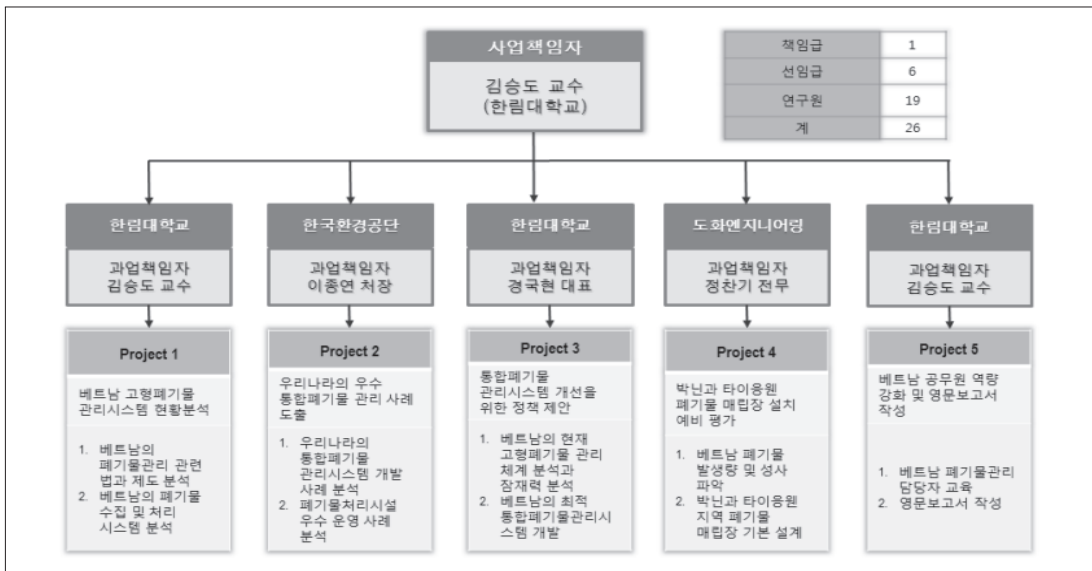 사업책임자
김승도 교수
(한림대학교)
책임급 1
선임급 6
연구원 19
계 26
한림대학교
과업책임자
김승도 교수
Project 1
베트남 고형폐기물
관리시스템 현황분석
1. 베트남의
폐기물관리 관련
법과 제도 분석
2. 베트남의 폐기물
수집 및 처리
시스템 분석
한국환경공단
과업책임자
이종연 처장
Project 2
우리나라의 우수
통합폐기물 관리 사례
도출
1. 우리나라의
통합폐기물
관리시스템 개발
사례 분석
2. 폐기물처리시설
우수 운영 사례
분석
한림대학교
과업책임자
경국현 대표
Project 3
통합폐기물
관리시스템 개선을
위한 정책 제안
1. 베트남의 현재
고형폐기물 관리
체계 분석과
잠재력 분석
2. 베트남의 최적
통합폐기물관리시
스템 개발
도화엔지니어링
과업책임자
정찬기 전무
Project 4
박닌과 타이응웬
폐기물 매립장 설치
예비 평가
1. 베트남 폐기물
발생량 및 성사
파악
2. 박닌과 타이응웬
지역 폐기물
매립장 기본 설계
한림대학교
과업책임자
김승도 교수
Project 5
베트남 공무원 역량
강화 및 영문보고서
작성
1. 베트남 폐기물관리
담당자 교육
2. 영문보고서 작성